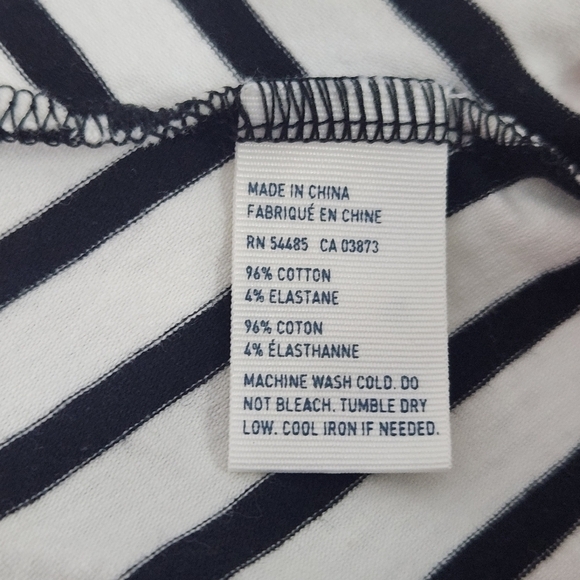 MADE IN CHINA
FABRIQUÉ EN CHINE
RN 54485 CA 03873
96% COTTON
4% ELASTANE
96% COTON
4% ÉLASTHANNE
MACHINE WASH COLD. DO
NOT BLEACH. TUMBLE DRY
LOW. COOL IRON IF NEEDED.